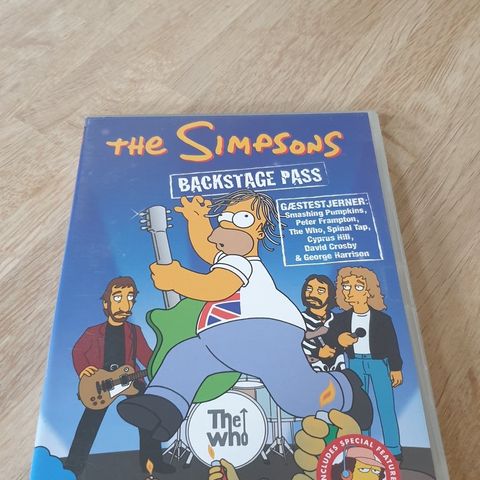 THE SIMPSONS
BACKSTAGE PASS
GÆSTESTJERNER:
Smashing Pumpkins,
Peter Frampton,
The Who, Spinal Tap,
Cyprus Hill,
David Crosby
& George Harrison
The
Who
INCLUDES SPECIAL FEATURES